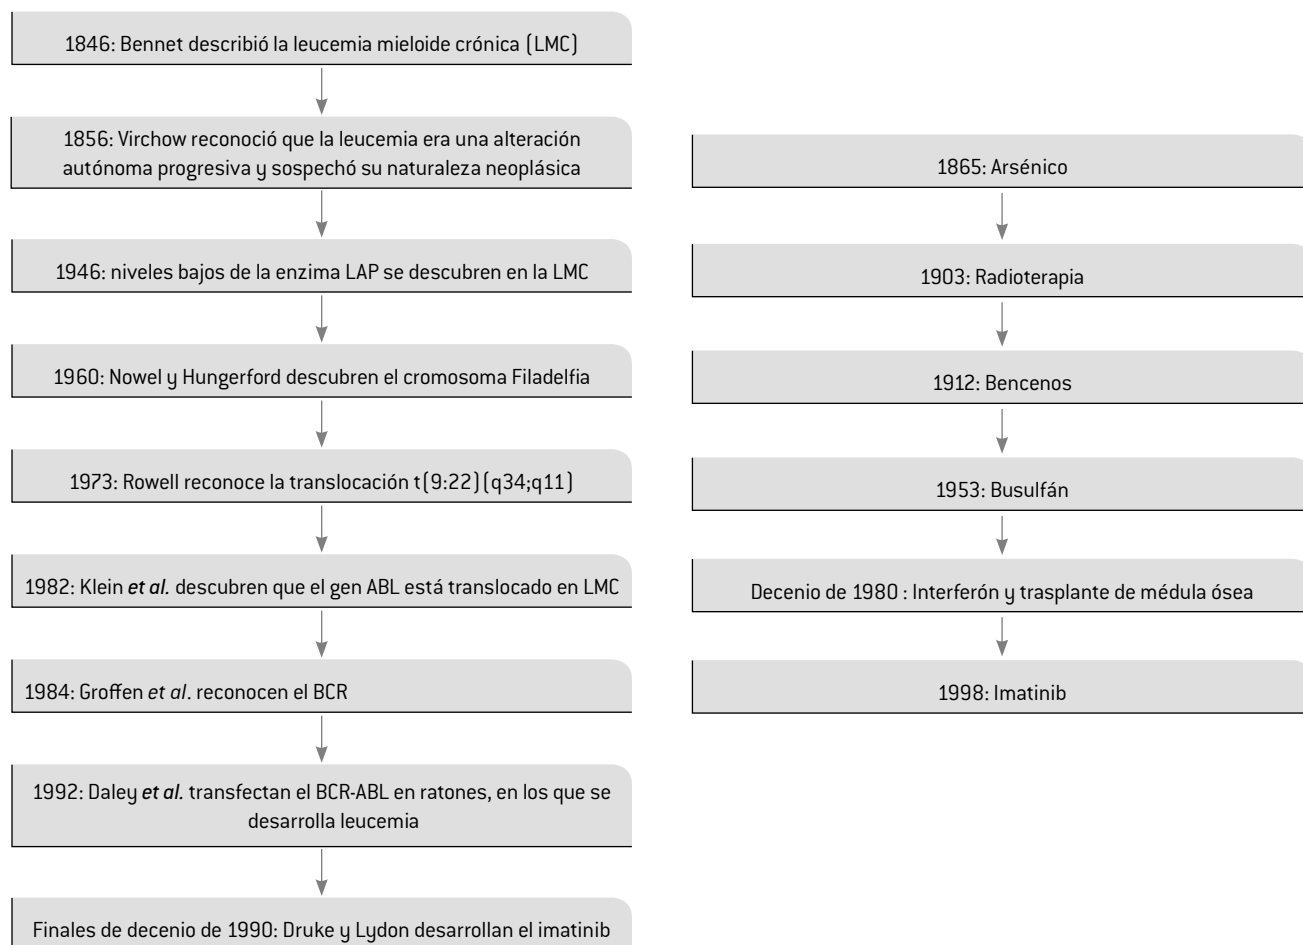 1846: Bennet describió la leucemia mieloide crónica (LMC)
1856: Virchow reconoció que la leucemia era una alteración
autónoma progresiva y sospechó su naturaleza neoplásica
1946: niveles bajos de la enzima LAP se descubren en la LMC
1960: Nowel y Hungerford descubren el cromosoma Filadelfia
1973: Rowell reconoce la translocación t(9:22)(q34;q11)
1982: Klein et al. descubren que el gen ABL está translocado en LMC
1984: Groffen et al. reconocen el BCR
1992: Daley et al. transfectan el BCR-ABL en ratones, en los que se
desarrolla leucemia
Finales de decenio de 1990: Druke y Lydon desarrollan el imatinib
1865: Arsénico
1903: Radioterapia
1912: Bencenos
1953: Busulfán
Decenio de 1980 : Interferón y trasplante de médula ósea
1998: Imatinib